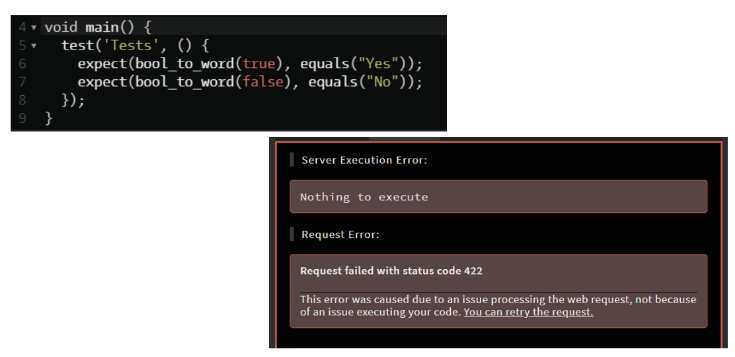 4 ▾ void main() {
5 ▾ test('Tests', () {
6 expect(bool_to_word(true), equals("Yes"));
7 expect(bool_to_word(false), equals("No"));
8 });
9 }
Server Execution Error:
Nothing to execute
Request Error:
Request failed with status code 422
This error was caused due to an issue processing the web request, not because
of an issue executing your code. You can retry the request.